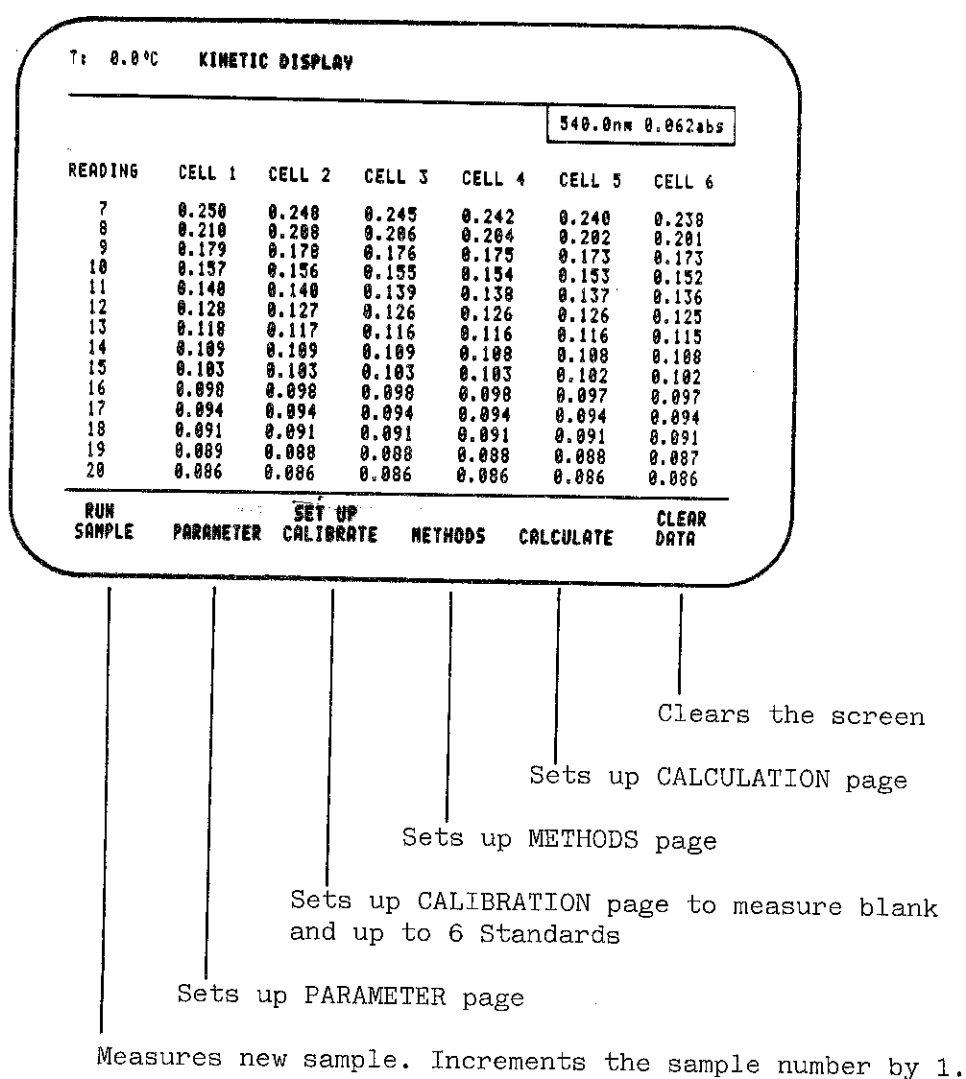 T: 0.0°C KINETIC DISPLAY
540.0nm 0.062abs
READING CELL 1 CELL 2 CELL 3 CELL 4 CELL 5 CELL 6
7 0.250 0.248 0.245 0.242 0.240 0.238
8 0.210 0.208 0.206 0.204 0.202 0.201
9 0.179 0.178 0.176 0.175 0.173 0.173
10 0.157 0.156 0.155 0.154 0.153 0.152
11 0.140 0.140 0.139 0.138 0.137 0.136
12 0.128 0.127 0.126 0.126 0.126 0.125
13 0.118 0.117 0.116 0.116 0.116 0.115
14 0.109 0.109 0.109 0.108 0.108 0.108
15 0.103 0.103 0.103 0.103 0.102 0.102
16 0.098 0.098 0.098 0.098 0.097 0.097
17 0.094 0.094 0.094 0.094 0.094 0.094
18 0.091 0.091 0.091 0.091 0.091 0.091
19 0.089 0.088 0.088 0.088 0.088 0.087
20 0.086 0.086 0.086 0.086 0.086 0.086
RUN SET UP CLEAR
SAMPLE PARAMETER CALIBRATE METHODS CALCULATE DATA
Clears the screen
Sets up CALCULATION page
Sets up METHODS page
Sets up CALIBRATION page to measure blank
and up to 6 Standards
Sets up PARAMETER page
Measures new sample. Increments the sample number by 1.